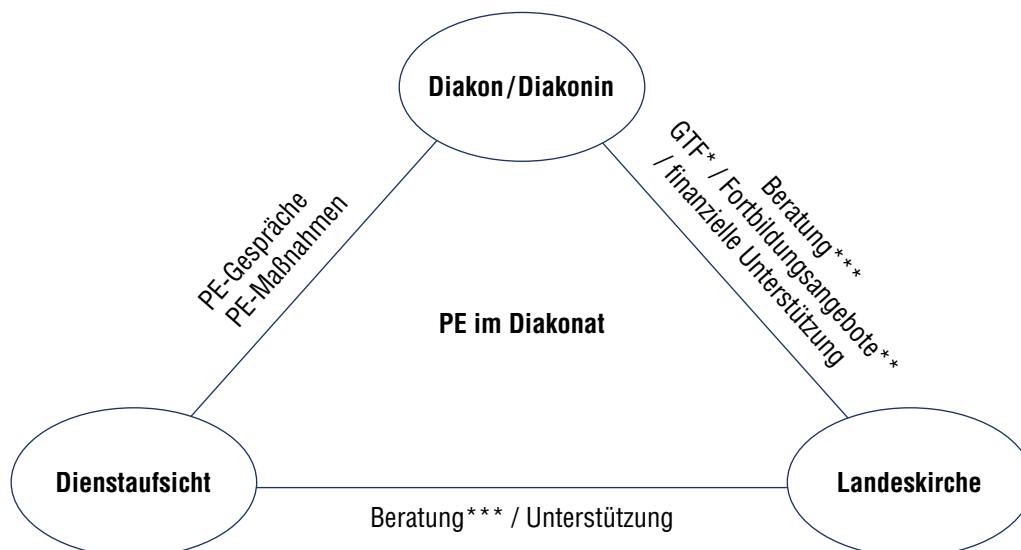 Diakon/Diakonin
PE-Gespräche
PE-Maßnahmen
Beratung***
GTF* / Fortbildungsangebote**
/ finanzielle Unterstützung
PE im Diakonat
Dienstaufsicht
Landeskirche
Beratung*** / Unterstützung